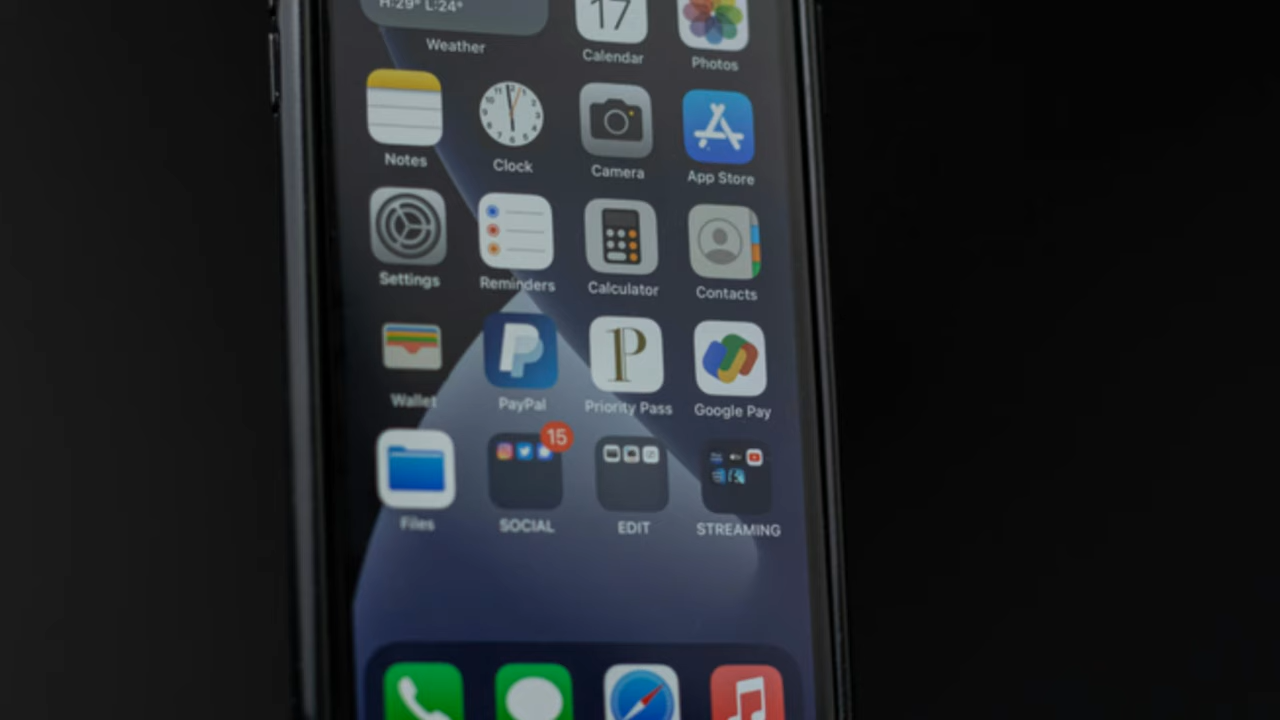 H:29° L:24°
17
Weather
Calendar
Photos
Notes
Clock
Camera
App Store
Settings
Reminders
Calculator
Contacts
P
Wallet
PayPal
Priority Pass
Google Pay
15
Files
SOCIAL
EDIT
STREAMING